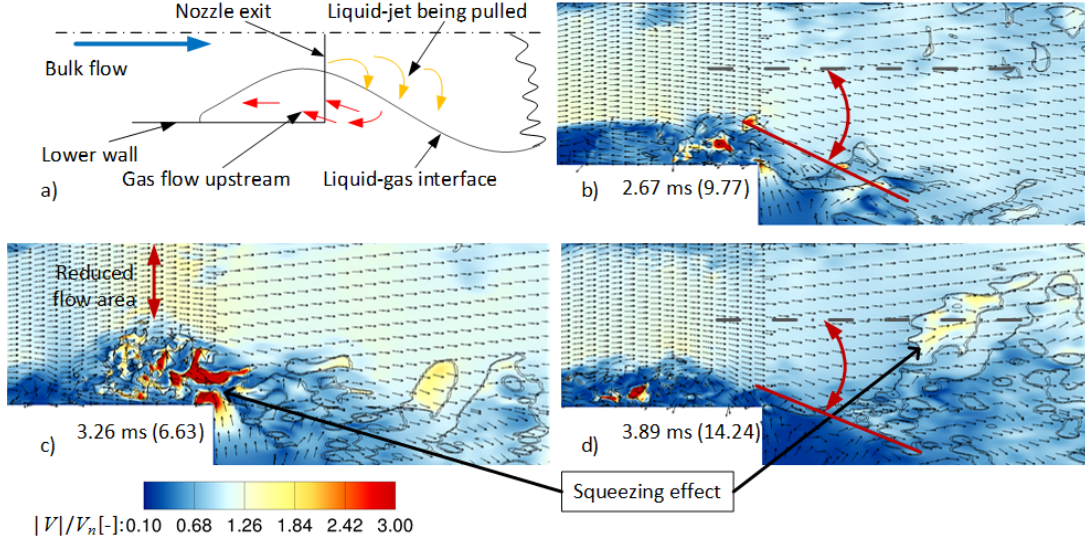 Nozzle exit
Liquid-jet being pulled
Bulk flow
Lower wall
Gas flow upstream
Liquid-gas interface
a)
b)
2.67 ms (9.77)
Reduced
flow area
c)
3.26 ms (6.63)
d)
3.89 ms (14.24)
Squeezing effect
|V|/Vₙ[-]:
0.10 0.68 1.26 1.84 2.42 3.00